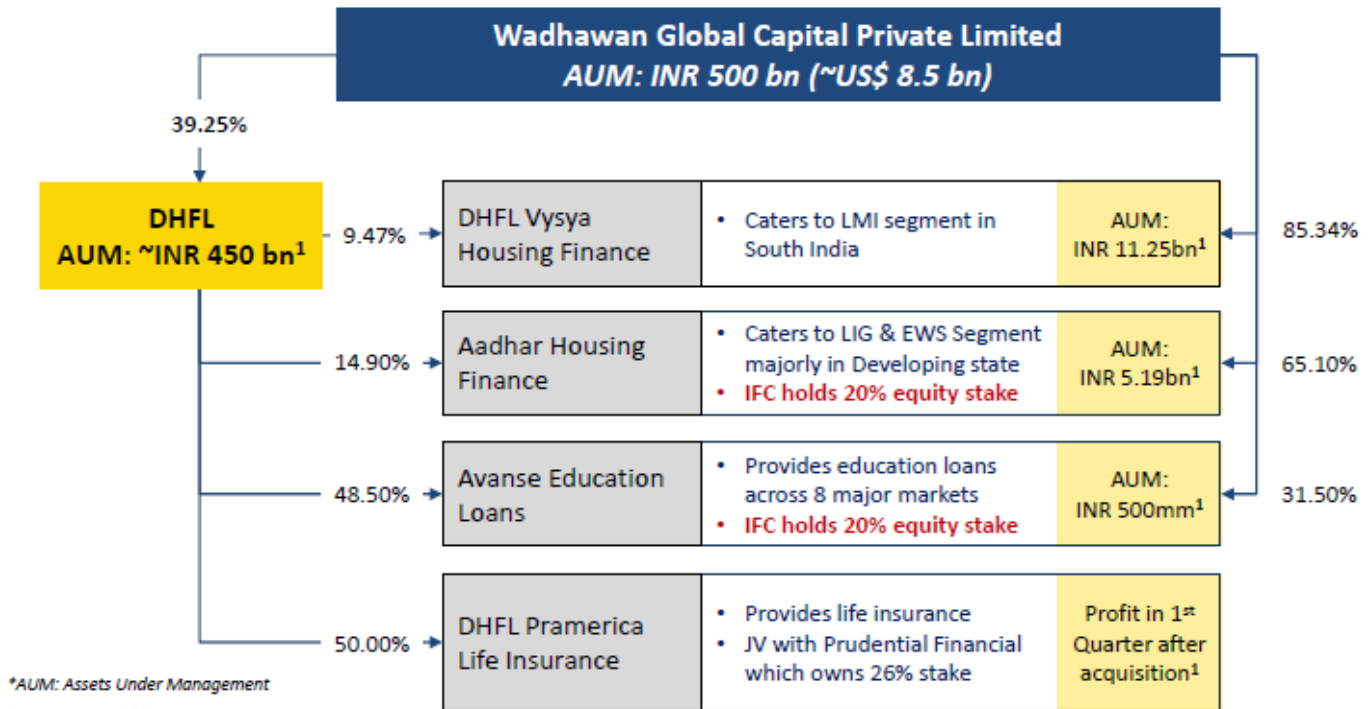 Wadhawan Global Capital Private Limited
AUM: INR 500 bn (~US$ 8.5 bn)
39.25%
DHFL
AUM: ~INR 450 bn¹
9.47%
DHFL Vysya
Housing Finance
• Caters to LMI segment in
South India
AUM:
INR 11.25bn¹
85.34%
14.90%
Aadhar Housing
Finance
• Caters to LIG & EWS Segment
majorly in Developing state
• IFC holds 20% equity stake
AUM:
INR 5.19bn¹
65.10%
48.50%
Avanse Education
Loans
• Provides education loans
across 8 major markets
• IFC holds 20% equity stake
AUM:
INR 500mm¹
31.50%
50.00%
DHFL Pramerica
Life Insurance
• Provides life insurance
• JV with Prudential Financial
which owns 26% stake
Profit in 1st
Quarter after
acquisition¹
*AUM: Assets Under Management